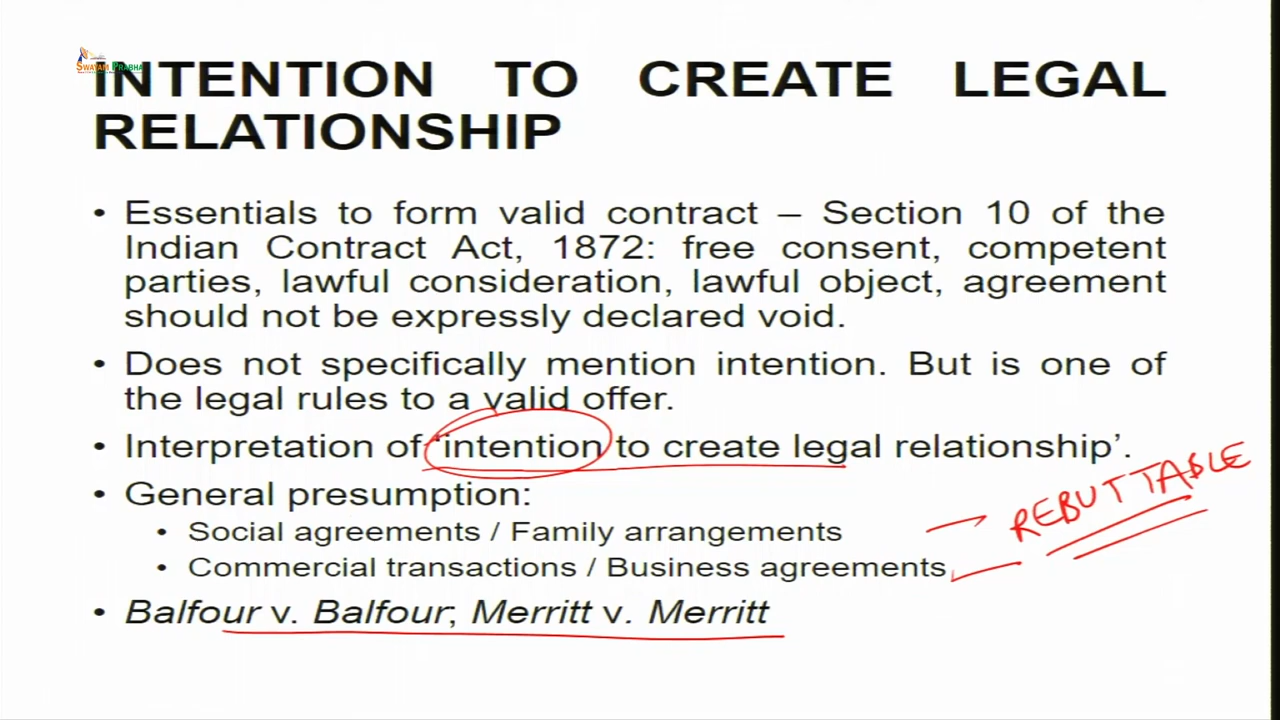 SWAYAM PRABHA
INTENTION TO CREATE LEGAL
RELATIONSHIP
• Essentials to form valid contract – Section 10 of the
Indian Contract Act, 1872: free consent, competent
parties, lawful consideration, lawful object, agreement
should not be expressly declared void.
• Does not specifically mention intention. But is one of
the legal rules to a valid offer.
• Interpretation of ‘intention to create legal relationship’.
• General presumption:
• Social agreements / Family arrangements
• Commercial transactions / Business agreements
REBUTTABLE
• Balfour v. Balfour; Merritt v. Merritt